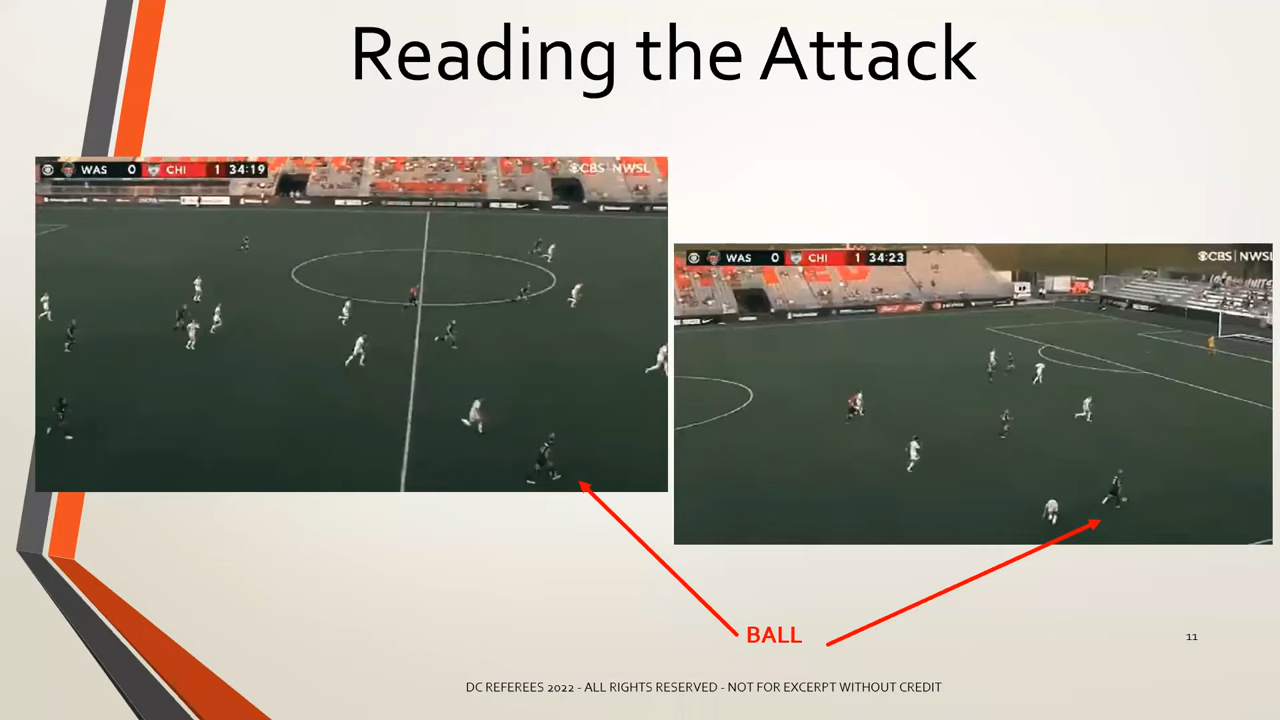 Reading the Attack
WAS 0 CHI 1 34:19
CBS NWSL
WAS 0 CHI 1 34:23
CBS | NWSL
BALL
11
DC REFEREES 2022 - ALL RIGHTS RESERVED - NOT FOR EXCERPT WITHOUT CREDIT